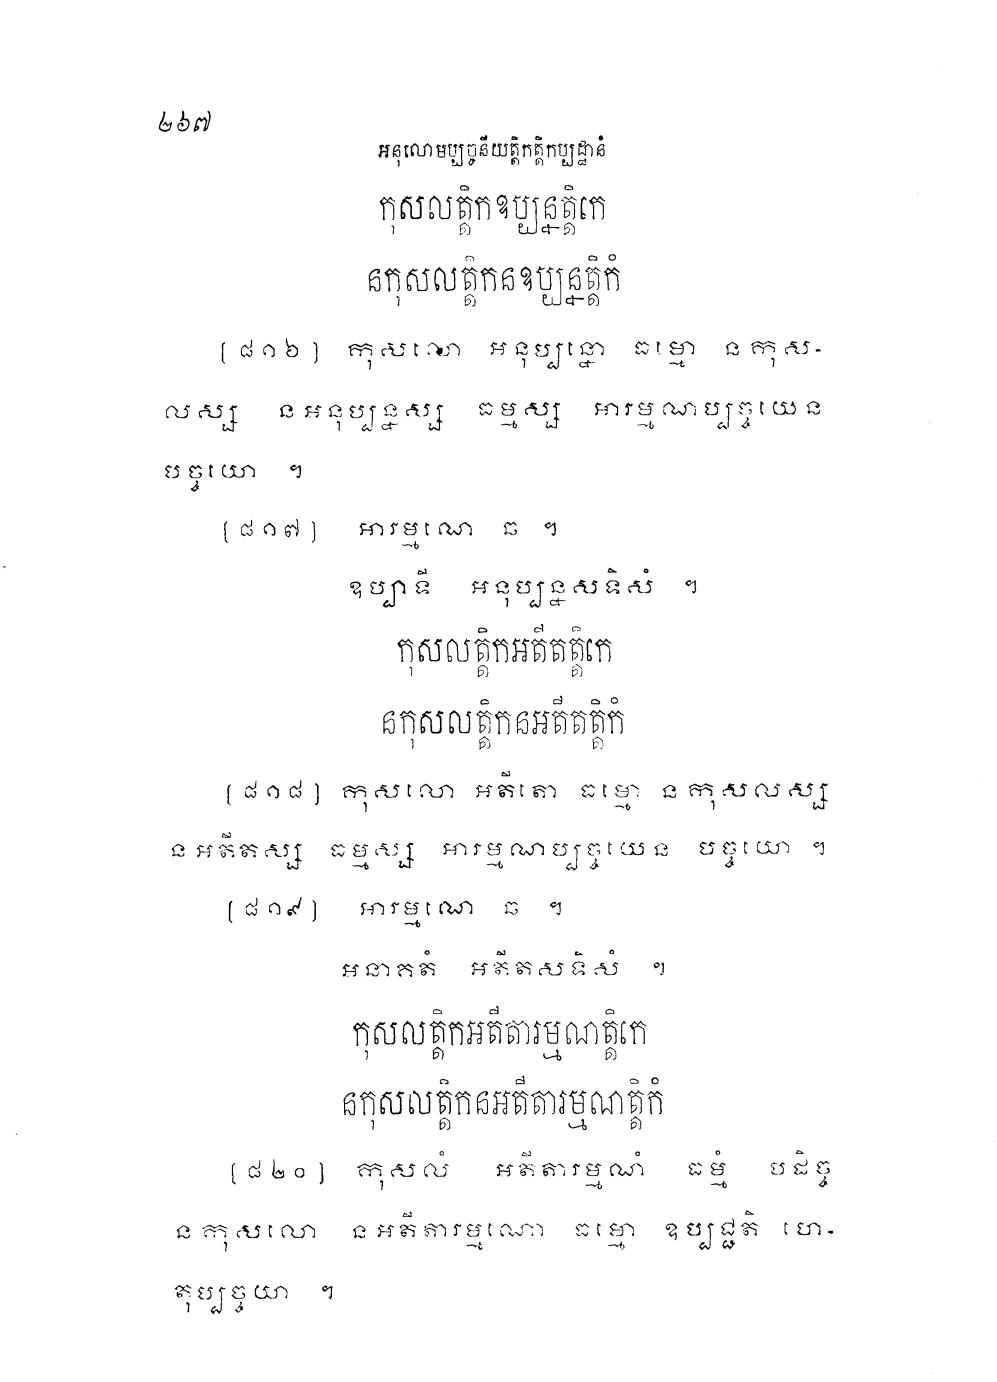 ២៦៧
អនុលោមប្បច្ចនីយត្តិកត្តិកប្បដ្ឋានំ
កុសលត្តិកឧប្បន្នត្តិកេ
នកុសលត្តិកនឧប្បន្នត្តិកំ
[៨១៦] កុសលោ អនុប្បន្នោ ធម្មោ នកុស-
លស្ស នអនុប្បន្នស្ស ធម្មស្ស អារម្មណប្បច្ចយេន
បច្ចយោ ។
[៨១៧] អារម្មណេ ឯ ។
ឧប្បាទី អនុប្បន្នសទិសំ ។
កុសលត្តិកអតីតត្តិកេ
នកុសលត្តិកនអតីតត្តិកំ
[៨១៨] កុសលោ អតីតោ ធម្មោ នកុសលស្ស
នអតីតស្ស ធម្មស្ស អារម្មណប្បច្ចយេន បច្ចយោ ។
[៨១៩] អារម្មណេ ឯ ។
អនាគតំ អតីតសទិសំ ។
កុសលត្តិកអតីតារម្មណត្តិកេ
នកុសលត្តិកនអតីតារម្មណត្តិកំ
[៨២០] កុសលំ អតីតារម្មណំ ធម្មំ បដិច្ច
នកុសលោ នអតីតារម្មណោ ធម្មោ ឧប្បជ្ជតិ ហេ-
តុប្បច្ចយា ។